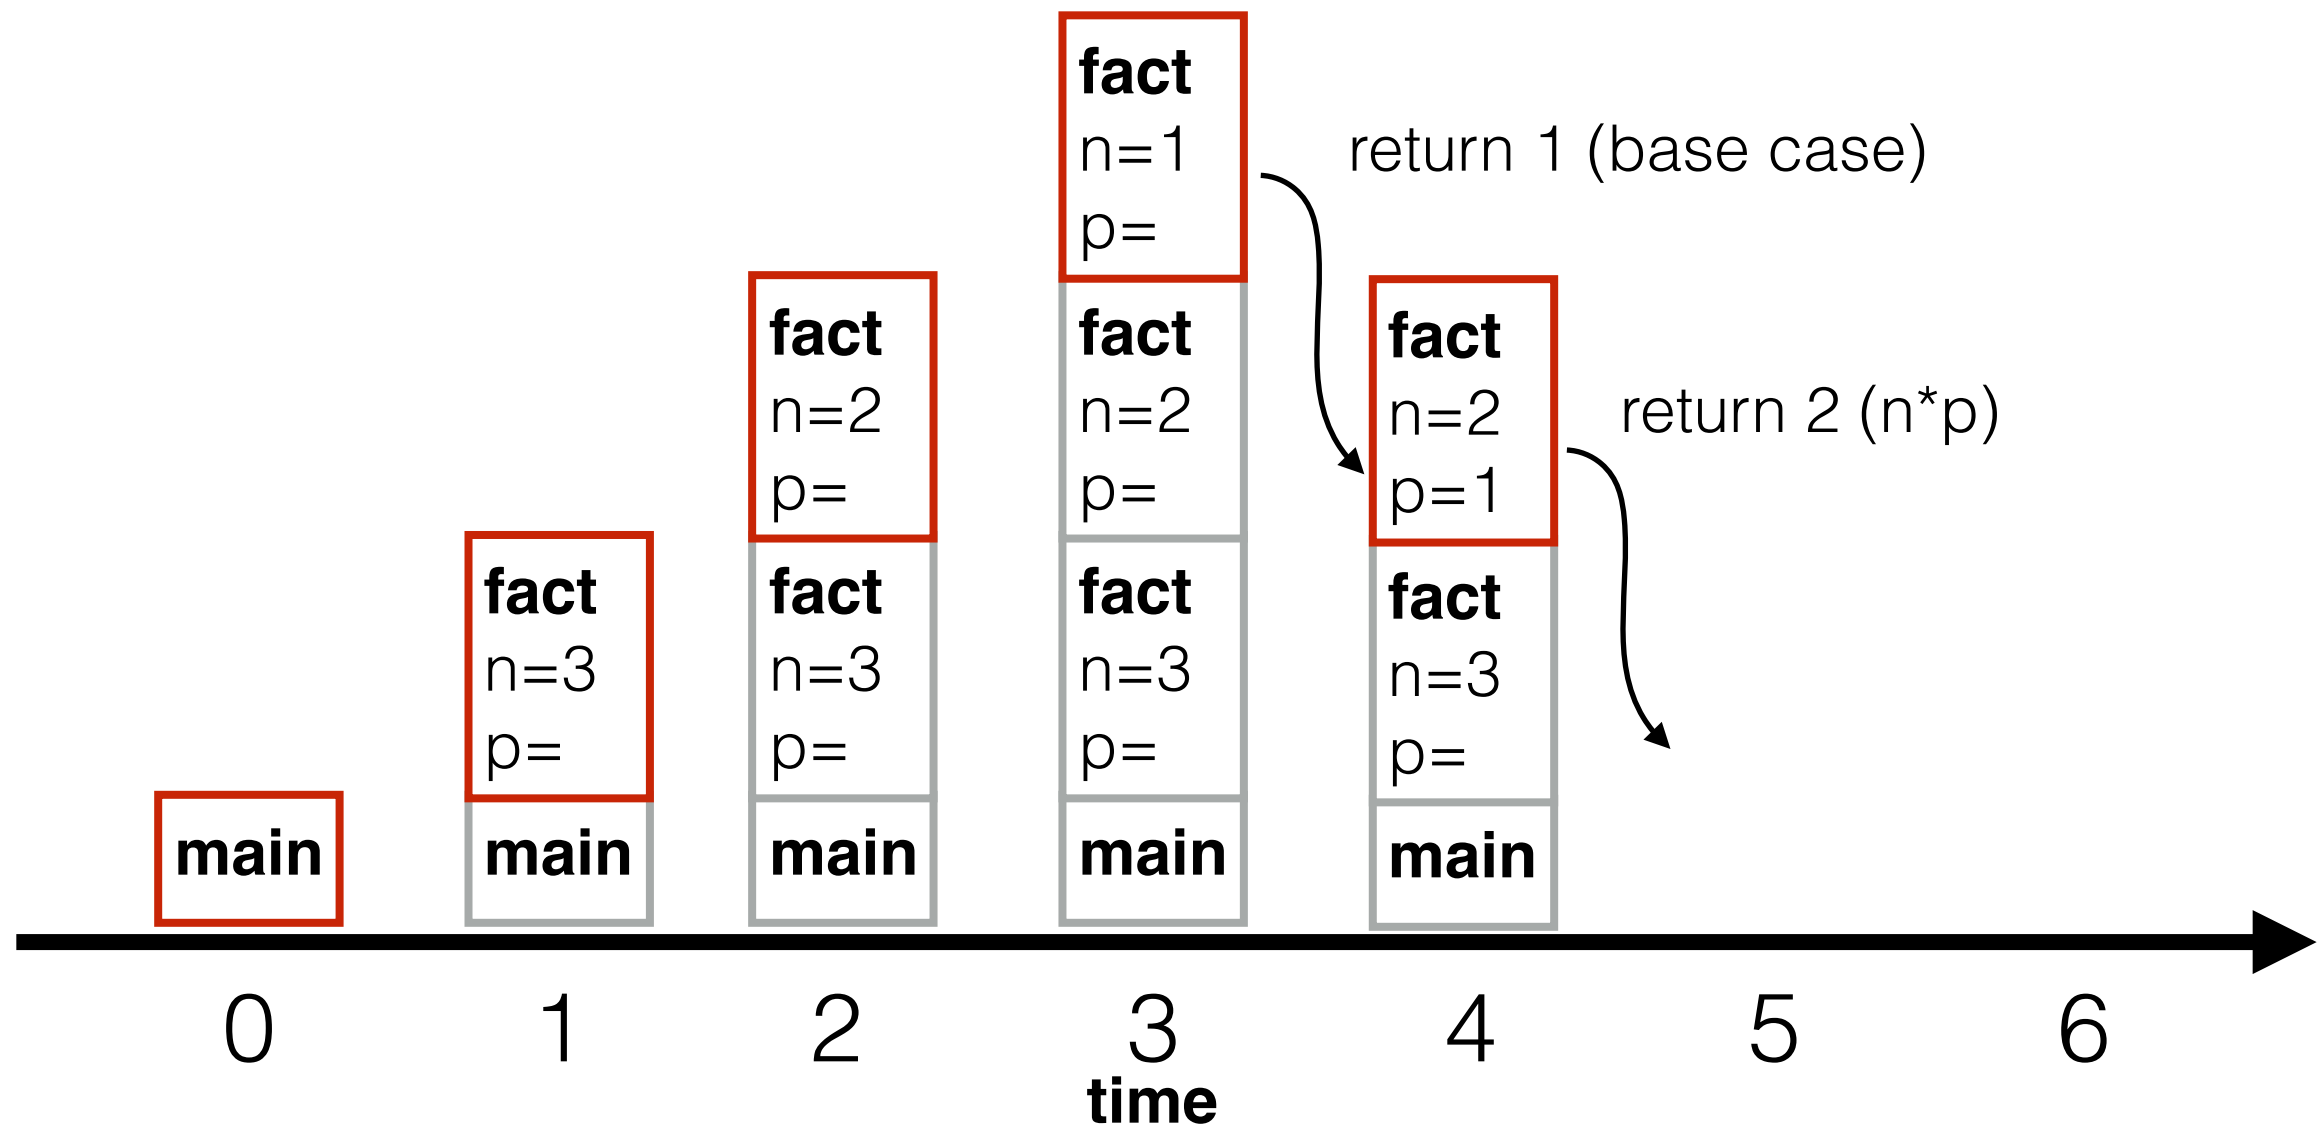 main
fact
n=3
p=
main
fact
n=2
p=
fact
n=3
p=
main
fact
n=1
p=
fact
n=2
p=
fact
n=3
p=
main
return 1 (base case)
fact
n=2
p=1
fact
n=3
p=
main
return 2 (n*p)
0 1 2 3 4 5 6
time